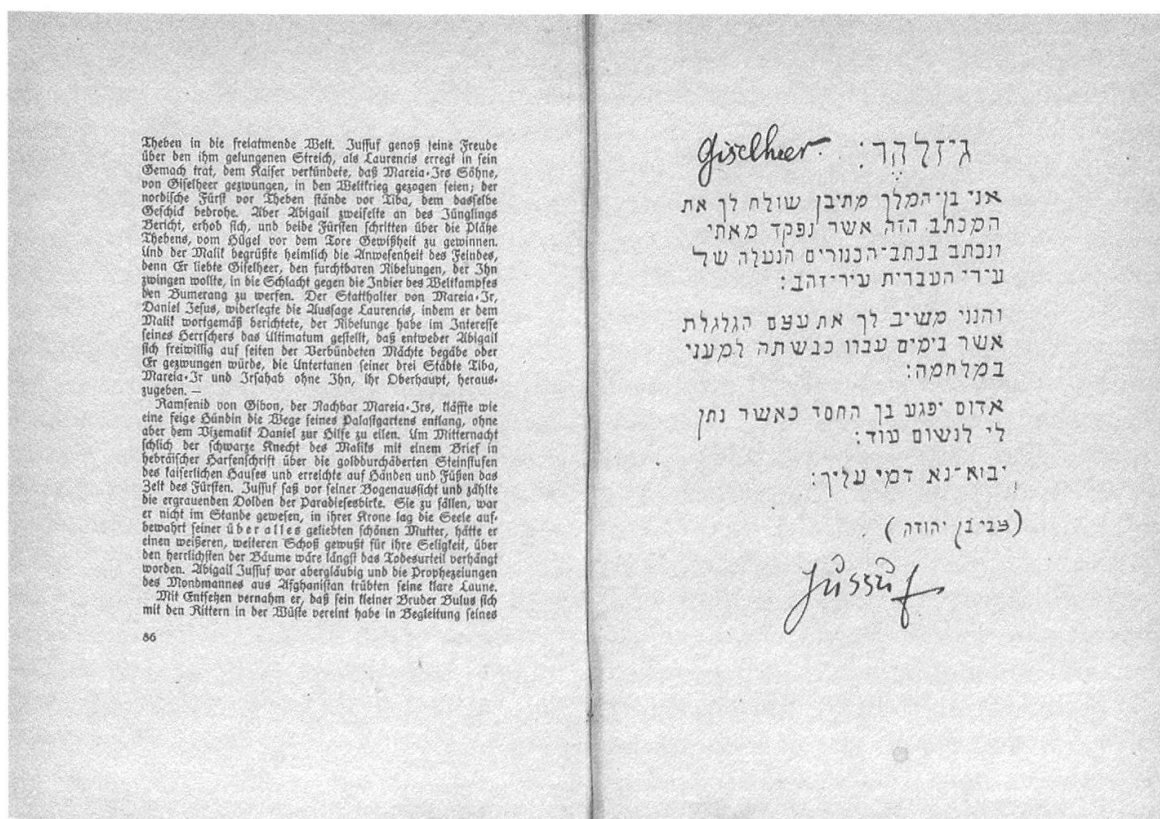 Theben in die freiatmende Welt. Jussuf genoß seine Freude
über den ihm gelungenen Streich, als Laurencis erregt in sein
Gemach trat, dem Kaiser verkündete, daß Mareia-Irs Söhne,
von Giselheer gezwungen, in den Weltkrieg gezogen seien; der
nordische Fürst vor Theben stände vor Tiba, dem dasselbe
Geschick bedrohe. Aber Abigail zweifelte an des Jünglings
Bericht, erhob sich, und beide Fürsten schritten über die Plätze
Thebens, vom Hügel vor dem Tore Gewißheit zu gewinnen.
Und der Malik begrüßte heimlich die Anwesenheit des Feindes,
denn Er liebte Giselheer, den furchtbaren Nibelungen, der Ihn
zwingen wollte, in die Schlacht gegen die Inbier des Weltkampfes
den Bumerang zu werfen. Der Statthalter von Mareia-Ir,
Daniel Jesus, widerlegte die Aussage Laurencis, indem er dem
Malik wortgemäß berichtete, der Nibelunge habe im Interesse
seines Herrschers das Ultimatum gestellt, daß entweder Abigail
sich freiwillig auf seiten der Verbündeten Mächte begäbe oder
Er gezwungen würde, die Untertanen seiner drei Städte Tiba,
Mareia-Ir und Irsahab ohne Ihn, ihr Oberhaupt, heraus-
zugeben. —
Ramsenid von Gibon, der Nachbar Mareia-Irs, kläffte wie
eine feige Hündin die Wege seines Palastgartens entlang, ohne
aber dem Vizemalik Daniel zur Hilfe zu eilen. Um Mitternacht
schlich der schwarze Knecht des Maliks mit einem Brief in
hebräischer Harfenschrift über die golddurchäderten Steinstufen
des kaiserlichen Hauses und erreichte auf Händen und Füßen das
Zelt des Fürsten. Jussuf saß vor seiner Bogenaussicht und zählte
die ergrauenden Dolden der Paradiesesbirke. Sie zu fällen, war
er nicht im Stande gewesen, in ihrer Krone lag die Seele auf-
bewahrt seiner über alles geliebten schönen Mutter, hätte er
einen weißeren, weiteren Schoß gewußt für ihre Seligkeit, über
den herrlichsten der Bäume wäre längst das Todesurteil verhängt
worden. Abigail Jussuf war abergläubig und die Prophezeiungen
des Mondmannes aus Afghanistan trübten seine klare Laune.
Mit Entsetzen vernahm er, daß sein kleiner Bruder Bulus sich
mit den Rittern in der Wüste vereint habe in Begleitung seines
86
Giselheer. גיזלהֶר:
אני בן־המלך מתיבן שולח לך את
המכתב הזה אשר נפקד מאתי
ונכתב בכתב־הכנורים הנעלה של
עירי העברית עיר־זהב:
והנני משיב לך את עצם הגלגלת
אשר בימים עברו כבשתה למעני
במלחמה:
אדום יפגע בן החסד כאשר נתן
לי לנשום עוד:
יבוא־נא דמי עליך:
(צבי בן יהודה)
Jussuf